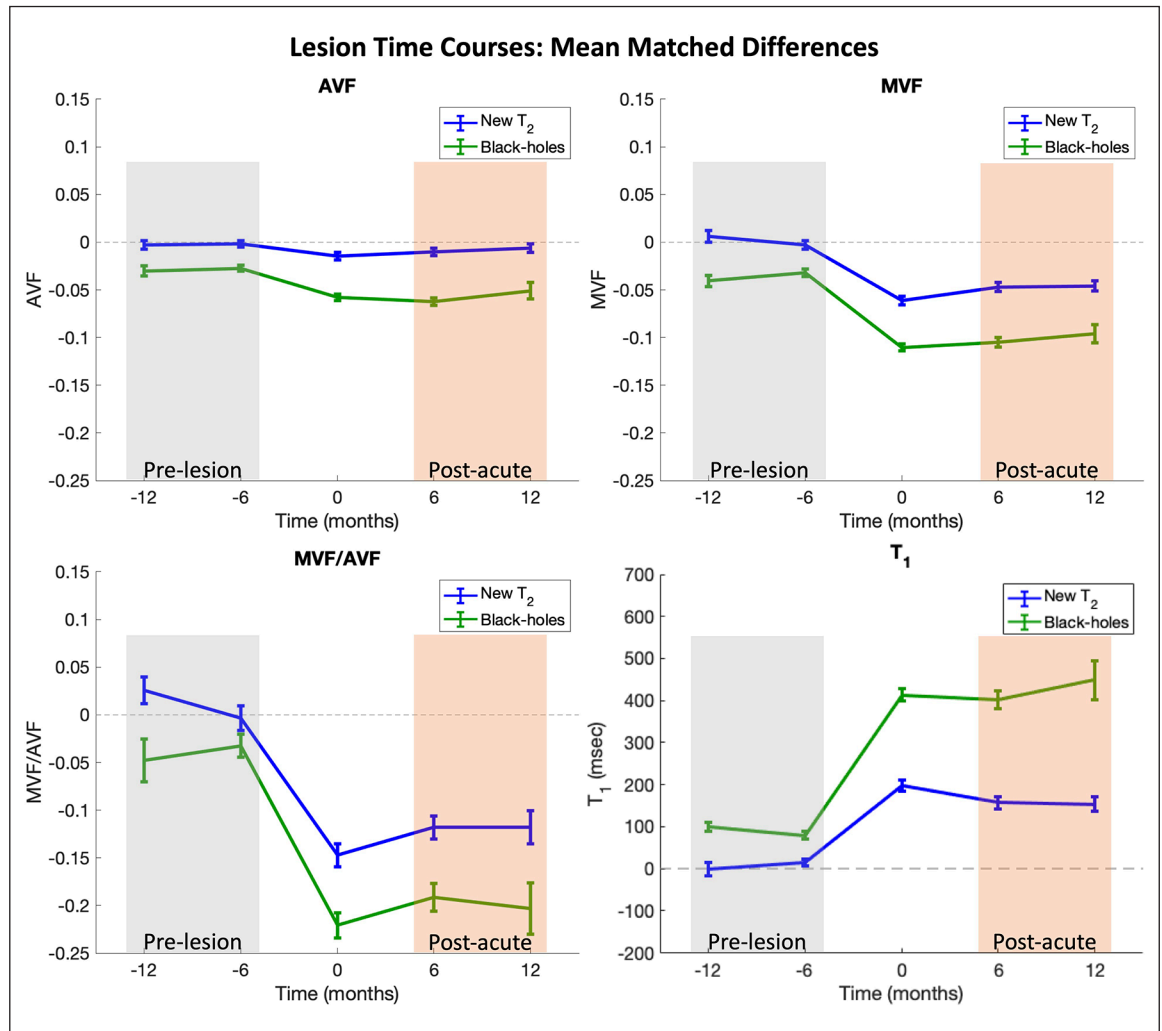 Lesion Time Courses: Mean Matched Differences
AVF
0.15
0.1
0.05
0
-0.05
-0.1
-0.15
-0.2
-0.25
AVF
New T2
Black-holes
Pre-lesion
Post-acute
-12 -6 0 6 12
Time (months)
MVF
0.15
0.1
0.05
0
-0.05
-0.1
-0.15
-0.2
-0.25
MVF
New T2
Black-holes
Pre-lesion
Post-acute
-12 -6 0 6 12
Time (months)
MVF/AVF
0.15
0.1
0.05
0
-0.05
-0.1
-0.15
-0.2
-0.25
MVF/AVF
New T2
Black-holes
Pre-lesion
Post-acute
-12 -6 0 6 12
Time (months)
T1
700
600
500
400
300
200
100
0
-100
-200
T1 (msec)
New T2
Black-holes
Pre-lesion
Post-acute
-12 -6 0 6 12
Time (months)